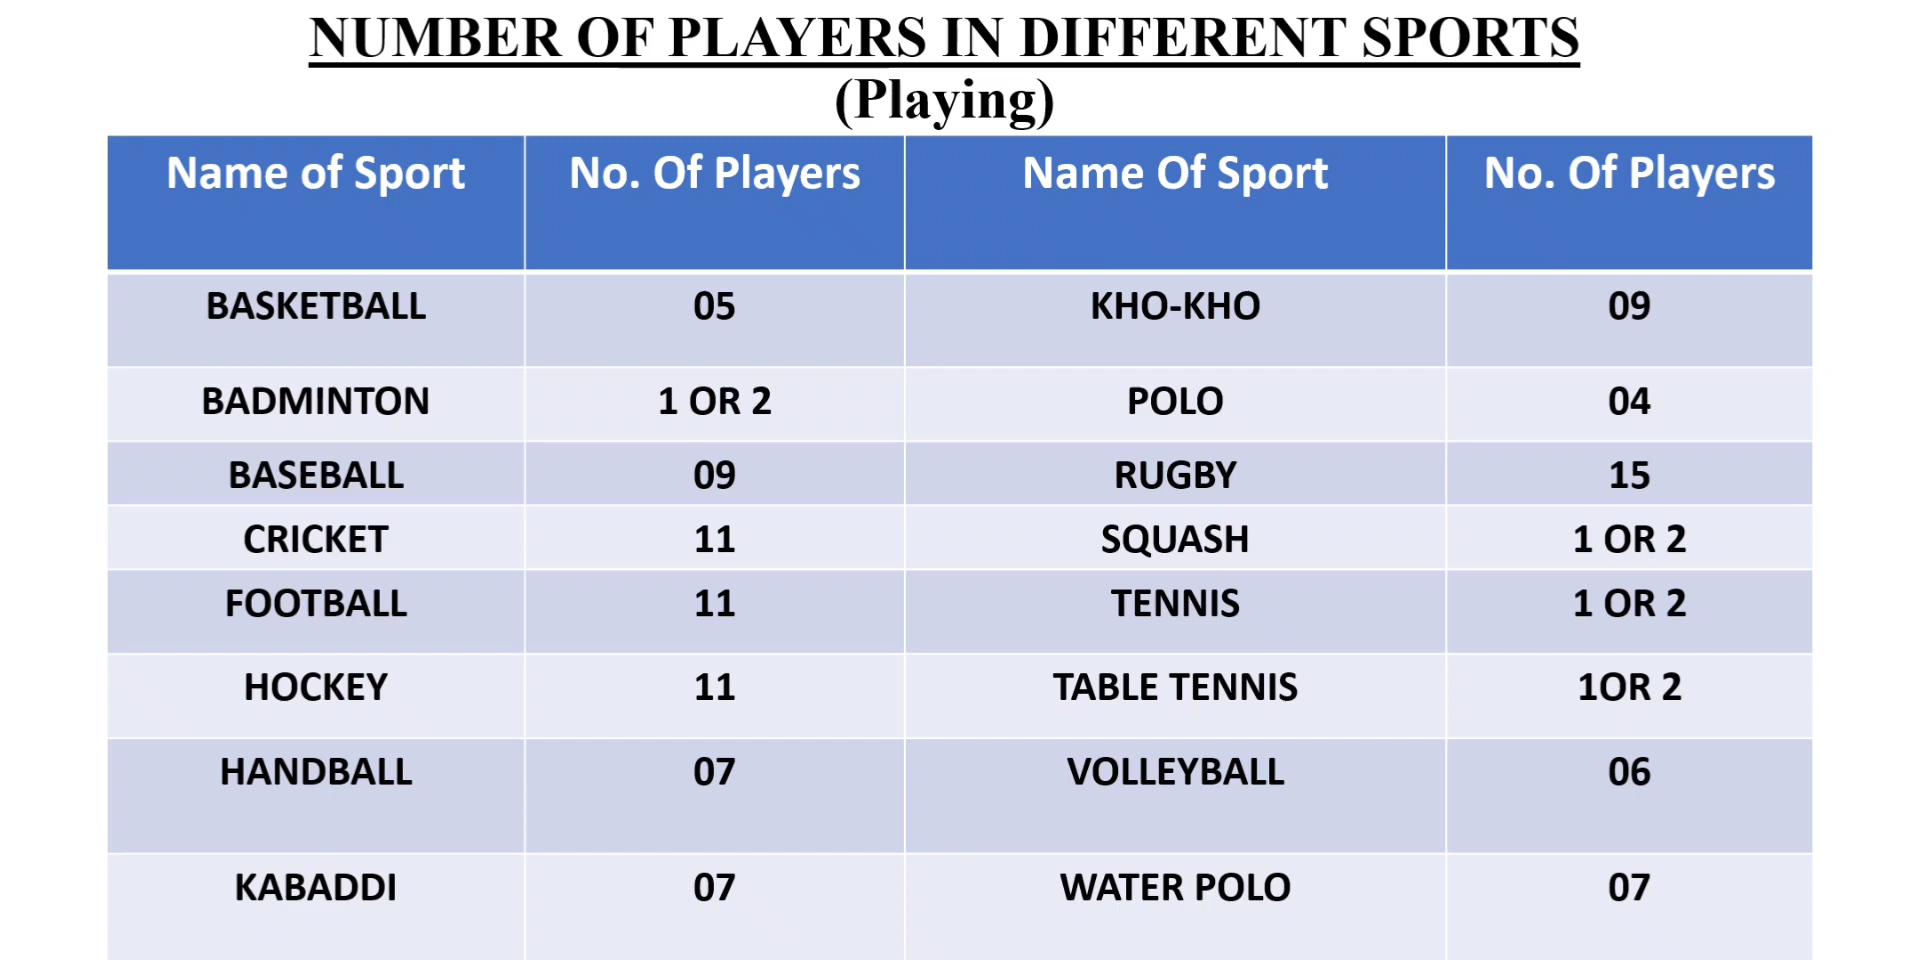 NUMBER OF PLAYERS IN DIFFERENT SPORTS
(Playing)
Name of Sport No. Of Players Name Of Sport No. Of Players
BASKETBALL 05 KHO-KHO 09
BADMINTON 1 OR 2 POLO 04
BASEBALL 09 RUGBY 15
CRICKET 11 SQUASH 1 OR 2
FOOTBALL 11 TENNIS 1 OR 2
HOCKEY 11 TABLE TENNIS 1OR 2
HANDBALL 07 VOLLEYBALL 06
KABADDI 07 WATER POLO 07